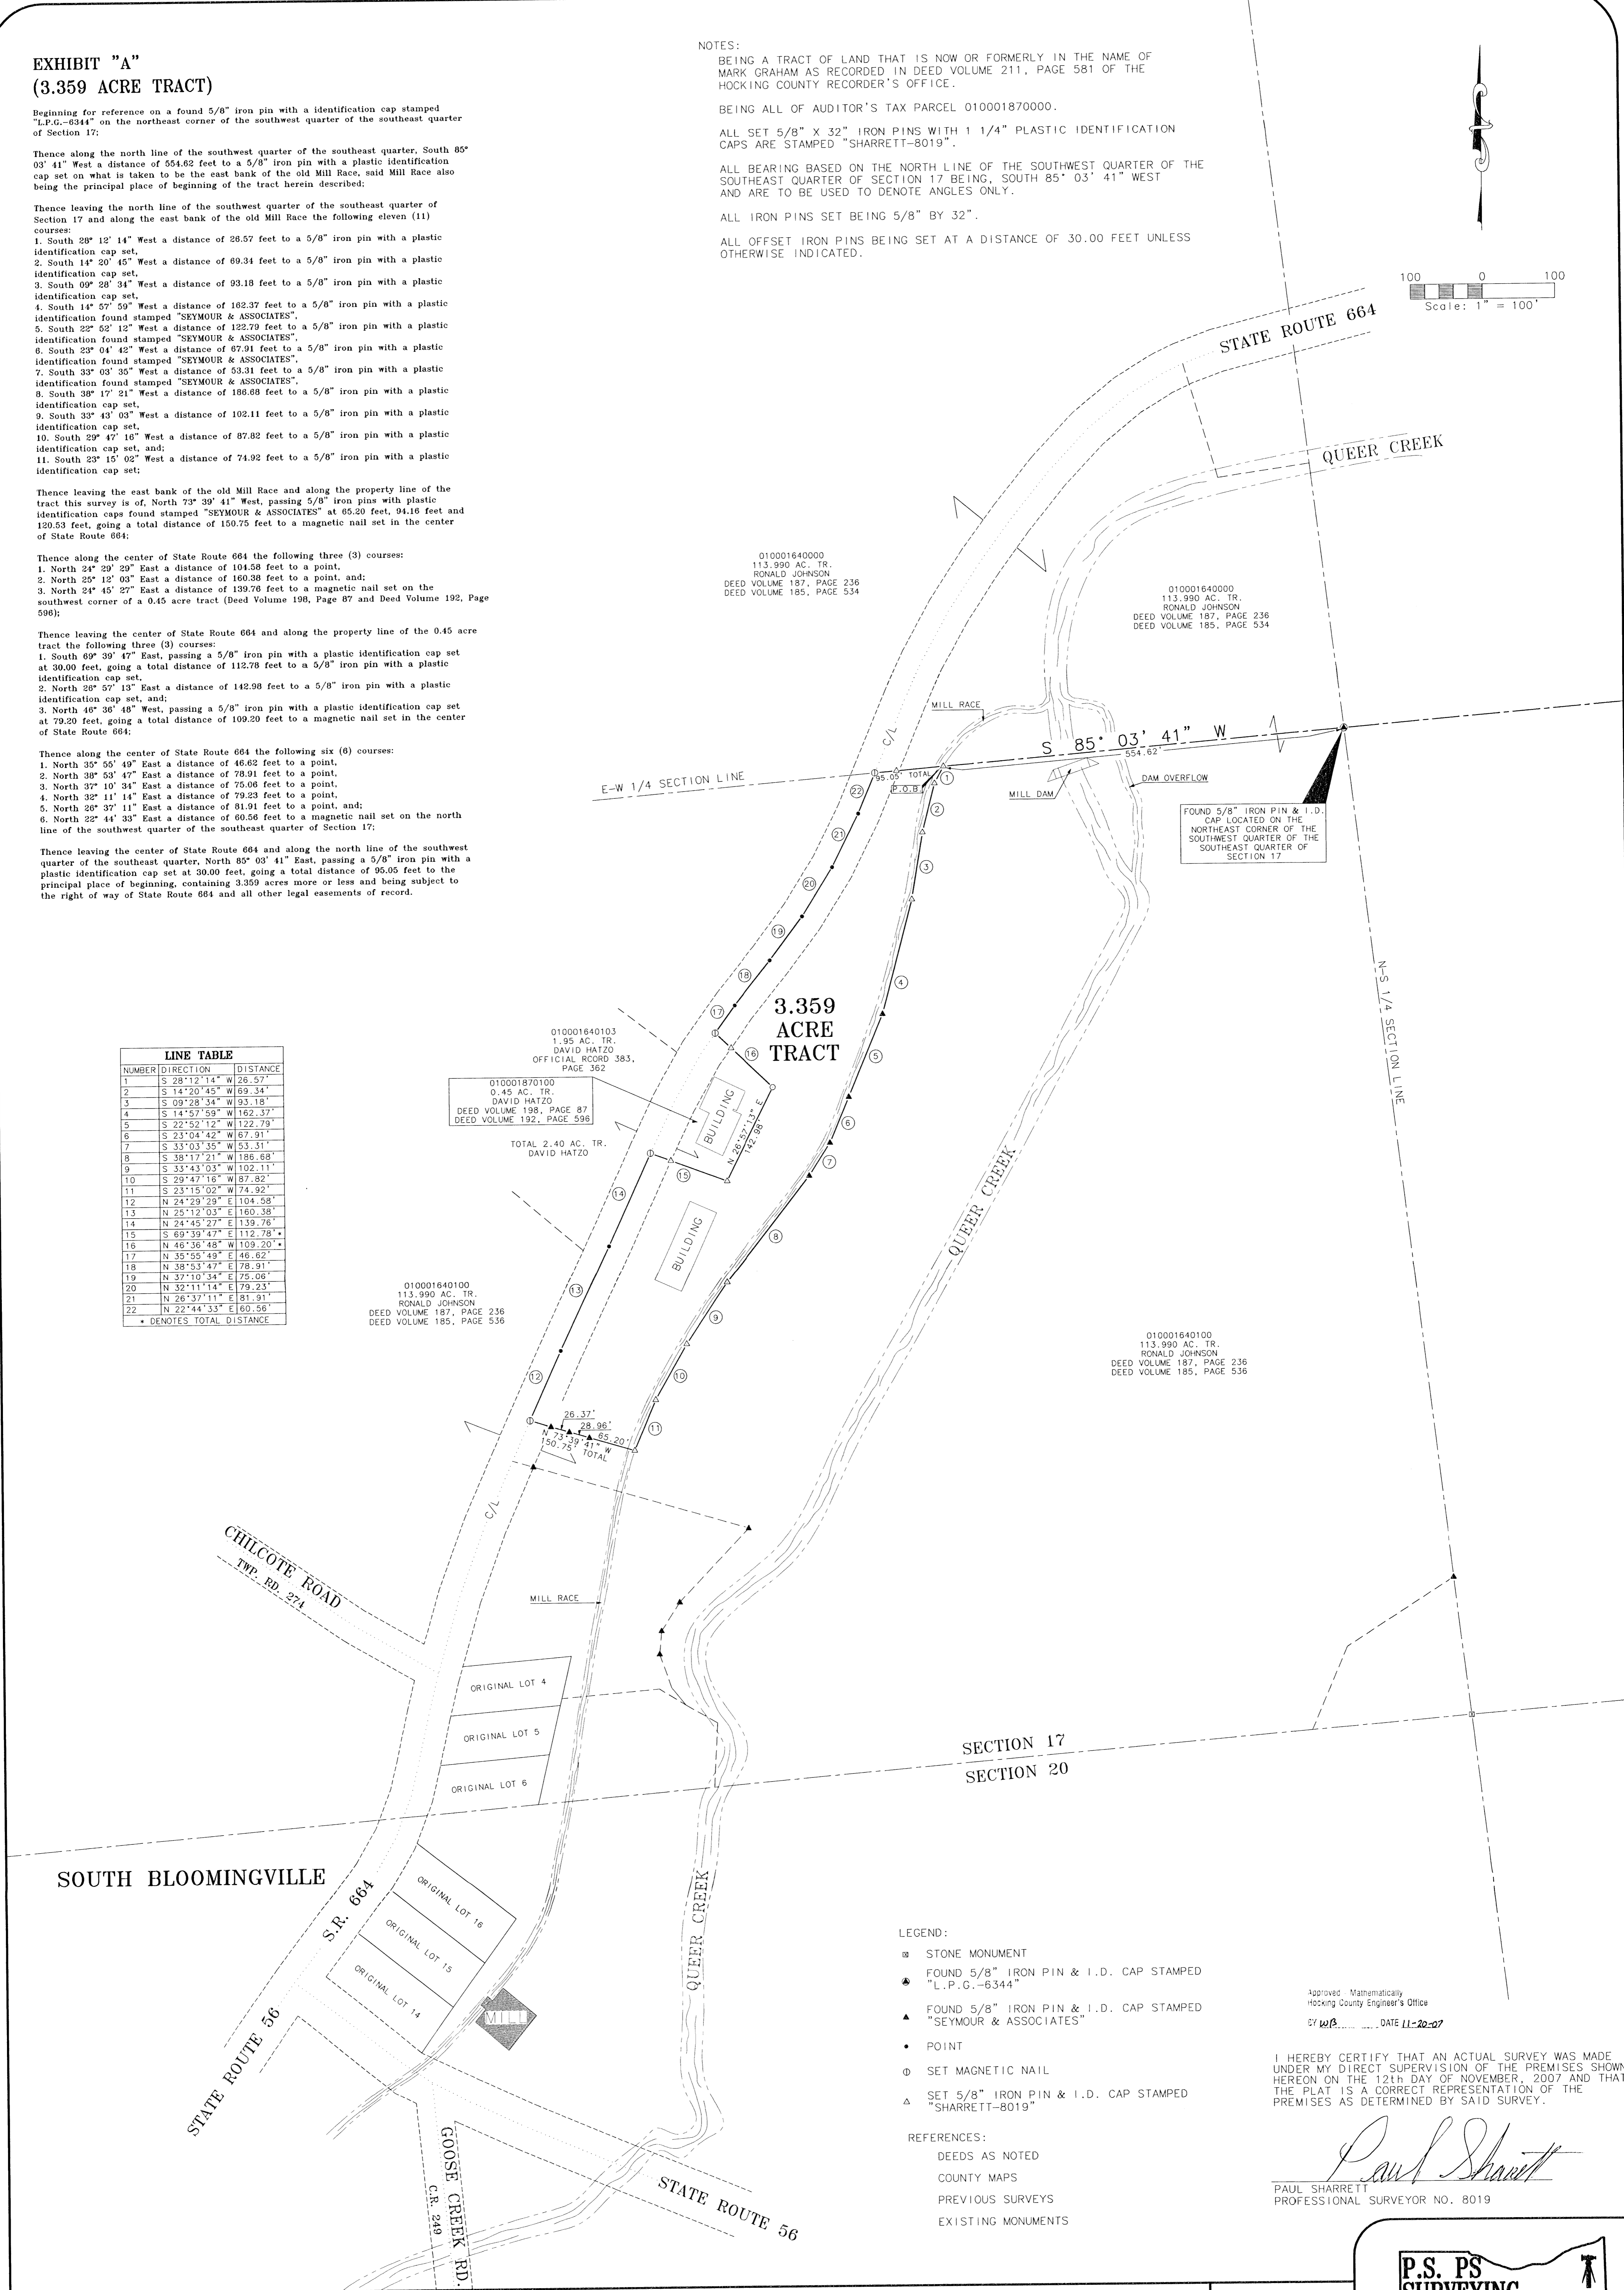 EXHIBIT "A"
(3.359 ACRE TRACT)
Beginning for reference on a found 5/8" iron pin with a identification cap stamped
"L.P.G.-6344" on the northeast corner of the southwest quarter of the southeast quarter
of Section 17;
Thence along the north line of the southwest quarter of the southeast quarter, South 85°
03' 41" West a distance of 554.62 feet to a 5/8" iron pin with a plastic identification
cap set on what is taken to be the east bank of the old Mill Race, said Mill Race also
being the principal place of beginning of the tract herein described;
Thence leaving the north line of the southwest quarter of the southeast quarter of
Section 17 and along the east bank of the old Mill Race the following eleven (11)
courses:
1. South 28° 12' 14" West a distance of 26.57 feet to a 5/8" iron pin with a plastic
identification cap set,
2. South 14° 20' 45" West a distance of 69.34 feet to a 5/8" iron pin with a plastic
identification cap set,
3. South 09° 28' 34" West a distance of 93.18 feet to a 5/8" iron pin with a plastic
identification cap set,
4. South 14° 57' 59" West a distance of 162.37 feet to a 5/8" iron pin with a plastic
identification found stamped "SEYMOUR & ASSOCIATES",
5. South 22° 52' 12" West a distance of 122.79 feet to a 5/8" iron pin with a plastic
identification found stamped "SEYMOUR & ASSOCIATES",
6. South 23° 04' 42" West a distance of 67.91 feet to a 5/8" iron pin with a plastic
identification found stamped "SEYMOUR & ASSOCIATES",
7. South 33° 03' 35" West a distance of 53.31 feet to a 5/8" iron pin with a plastic
identification found stamped "SEYMOUR & ASSOCIATES",
8. South 38° 17' 21" West a distance of 186.68 feet to a 5/8" iron pin with a plastic
identification cap set,
9. South 33° 43' 03" West a distance of 102.11 feet to a 5/8" iron pin with a plastic
identification cap set,
10. South 29° 47' 16" West a distance of 87.82 feet to a 5/8" iron pin with a plastic
identification cap set, and;
11. South 23° 15' 02" West a distance of 74.92 feet to a 5/8" iron pin with a plastic
identification cap set;
Thence leaving the east bank of the old Mill Race and along the property line of the
tract this survey is of, North 73° 39' 41" West, passing 5/8" iron pins with plastic
identification caps found stamped "SEYMOUR & ASSOCIATES" at 65.20 feet, 94.16 feet and
120.53 feet, going a total distance of 150.75 feet to a magnetic nail set in the center
of State Route 664;
Thence along the center of State Route 664 the following three (3) courses:
1. North 24° 29' 29" East a distance of 104.58 feet to a point,
2. North 25° 12' 03" East a distance of 160.38 feet to a point, and;
3. North 24° 45' 27" East a distance of 139.76 feet to a magnetic nail set on the
southwest corner of a 0.45 acre tract (Deed Volume 198, Page 87 and Deed Volume 192, Page
596);
Thence leaving the center of State Route 664 and along the property line of the 0.45 acre
tract the following three (3) courses:
1. South 69° 39' 47" East, passing a 5/8" iron pin with a plastic identification cap set
at 30.00 feet, going a total distance of 112.78 feet to a 5/8" iron pin with a plastic
identification cap set,
2. North 26° 57' 13" East a distance of 142.98 feet to a 5/8" iron pin with a plastic
identification cap set, and;
3. North 46° 36' 48" West, passing a 5/8" iron pin with a plastic identification cap set
at 79.20 feet, going a total distance of 109.20 feet to a magnetic nail set in the center
of State Route 664;
Thence along the center of State Route 664 the following six (6) courses:
1. North 35° 55' 49" East a distance of 46.62 feet to a point,
2. North 38° 53' 47" East a distance of 78.91 feet to a point,
3. North 37° 10' 34" East a distance of 75.06 feet to a point,
4. North 32° 11' 14" East a distance of 79.23 feet to a point,
5. North 26° 37' 11" East a distance of 81.91 feet to a point, and;
6. North 22° 44' 33" East a distance of 60.56 feet to a magnetic nail set on the north
line of the southwest quarter of the southeast quarter of Section 17;
Thence leaving the center of State Route 664 and along the north line of the southwest
quarter of the southeast quarter, North 85° 03' 41" East, passing a 5/8" iron pin with a
plastic identification cap set at 30.00 feet, going a total distance of 95.05 feet to the
principal place of beginning, containing 3.359 acres more or less and being subject to
the right of way of State Route 664 and all other legal easements of record.
NOTES:
BEING A TRACT OF LAND THAT IS NOW OR FORMERLY IN THE NAME OF
MARK GRAHAM AS RECORDED IN DEED VOLUME 211, PAGE 581 OF THE
HOCKING COUNTY RECORDER'S OFFICE.
BEING ALL OF AUDITOR'S TAX PARCEL 010001870000.
ALL SET 5/8" X 32" IRON PINS WITH 1 1/4" PLASTIC IDENTIFICATION
CAPS ARE STAMPED "SHARRETT-8019".
ALL BEARING BASED ON THE NORTH LINE OF THE SOUTHWEST QUARTER OF THE
SOUTHEAST QUARTER OF SECTION 17 BEING, SOUTH 85° 03' 41" WEST
AND ARE TO BE USED TO DENOTE ANGLES ONLY.
ALL IRON PINS SET BEING 5/8" BY 32".
ALL OFFSET IRON PINS BEING SET AT A DISTANCE OF 30.00 FEET UNLESS
OTHERWISE INDICATED.
100 0 100
Scale: 1" = 100'
STATE ROUTE 664
QUEER CREEK
010001640000
113.990 AC. TR.
RONALD JOHNSON
DEED VOLUME 187, PAGE 236
DEED VOLUME 185, PAGE 534
010001640000
113.990 AC. TR.
RONALD JOHNSON
DEED VOLUME 187, PAGE 236
DEED VOLUME 185, PAGE 534
MILL RACE
C/L
S 85° 03' 41" W
554.62'
E-W 1/4 SECTION LINE
95.05' TOTAL
P.O.B.
MILL DAM
DAM OVERFLOW
FOUND 5/8" IRON PIN & I.D.
CAP LOCATED ON THE
NORTHEAST CORNER OF THE
SOUTHWEST QUARTER OF THE
SOUTHEAST QUARTER OF
SECTION 17
1
22
2
21
3
20
19
18
4
17
3.359
ACRE
TRACT
N-S 1/4 SECTION LINE
16
5
010001640103
1.95 AC. TR.
DAVID HATZO
OFFICIAL RCORD 383,
PAGE 362
010001870100
0.45 AC. TR.
DAVID HATZO
DEED VOLUME 198, PAGE 87
DEED VOLUME 192, PAGE 596
TOTAL 2.40 AC. TR.
DAVID HATZO
BUILDING
N 26°57'13" E
142.98'
6
7
15
14
BUILDING
8
QUEER CREEK
13
9
LINE TABLE
NUMBER DIRECTION DISTANCE
1 S 28°12'14" W 26.57'
2 S 14°20'45" W 69.34'
3 S 09°28'34" W 93.18'
4 S 14°57'59" W 162.37'
5 S 22°52'12" W 122.79'
6 S 23°04'42" W 67.91'
7 S 33°03'35" W 53.31'
8 S 38°17'21" W 186.68'
9 S 33°43'03" W 102.11'
10 S 29°47'16" W 87.82'
11 S 23°15'02" W 74.92'
12 N 24°29'29" E 104.58'
13 N 25°12'03" E 160.38'
14 N 24°45'27" E 139.76'
15 S 69°39'47" E 112.78'*
16 N 46°36'48" W 109.20'*
17 N 35°55'49" E 46.62'
18 N 38°53'47" E 78.91'
19 N 37°10'34" E 75.06'
20 N 32°11'14" E 79.23'
21 N 26°37'11" E 81.91'
22 N 22°44'33" E 60.56'
* DENOTES TOTAL DISTANCE
010001640100
113.990 AC. TR.
RONALD JOHNSON
DEED VOLUME 187, PAGE 236
DEED VOLUME 185, PAGE 536
010001640100
113.990 AC. TR.
RONALD JOHNSON
DEED VOLUME 187, PAGE 236
DEED VOLUME 185, PAGE 536
12
10
11
26.37'
28.96'
65.20'
N 73°39'41" W
150.75' TOTAL
C/L
CHILCOTE ROAD
TWP. RD. 274
MILL RACE
ORIGINAL LOT 4
ORIGINAL LOT 5
ORIGINAL LOT 6
SECTION 17
SECTION 20
SOUTH BLOOMINGVILLE
S.R. 664
ORIGINAL LOT 16
ORIGINAL LOT 15
ORIGINAL LOT 14
MILL
QUEER CREEK
STATE ROUTE 56
GOOSE CREEK RD.
C.R. 249
STATE ROUTE 56
LEGEND:
STONE MONUMENT
FOUND 5/8" IRON PIN & I.D. CAP STAMPED
"L.P.G.-6344"
FOUND 5/8" IRON PIN & I.D. CAP STAMPED
"SEYMOUR & ASSOCIATES"
POINT
SET MAGNETIC NAIL
SET 5/8" IRON PIN & I.D. CAP STAMPED
"SHARRETT-8019"
REFERENCES:
DEEDS AS NOTED
COUNTY MAPS
PREVIOUS SURVEYS
EXISTING MONUMENTS
Approved Mathematically
Hocking County Engineer's Office
BY WB DATE 11-20-07
I HEREBY CERTIFY THAT AN ACTUAL SURVEY WAS MADE
UNDER MY DIRECT SUPERVISION OF THE PREMISES SHOWN
HEREON ON THE 12th DAY OF NOVEMBER, 2007 AND THAT
THE PLAT IS A CORRECT REPRESENTATION OF THE
PREMISES AS DETERMINED BY SAID SURVEY.
Paul Sharrett
PAUL SHARRETT
PROFESSIONAL SURVEYOR NO. 8019
P.S. PS
SURVEYING